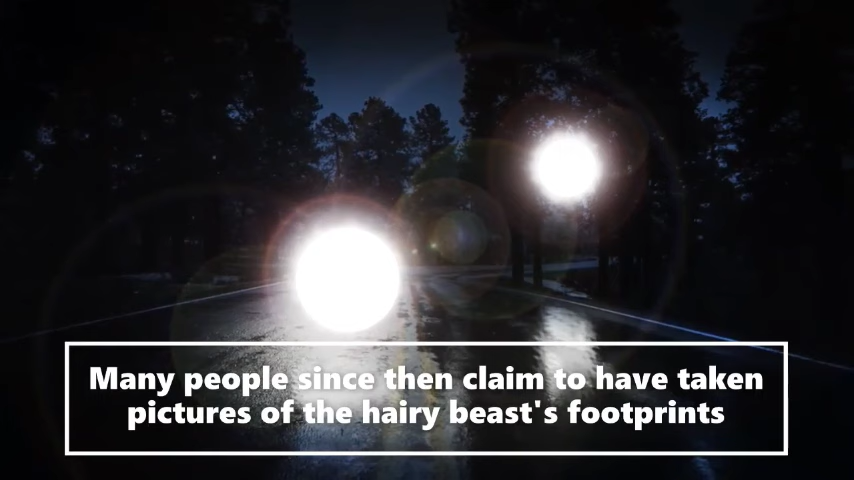 Many people since then claim to have taken
pictures of the hairy beast's footprints